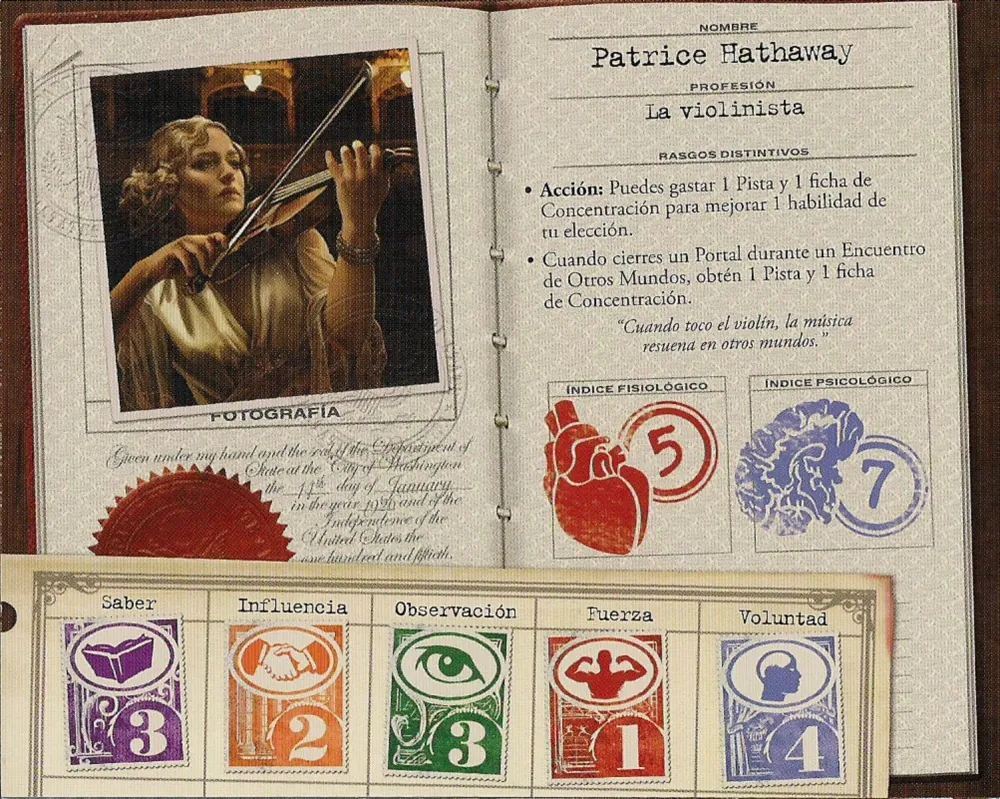 FOTOGRAFÍA
Given under my hand and the seal of the Department of
State at the City of Washington
the 14th day of January
in the year 1926 and of the
Independence of the
United States the
one hundred and fiftieth.
NOMBRE
Patrice Hathaway
PROFESIÓN
La violinista
RASGOS DISTINTIVOS
• Acción: Puedes gastar 1 Pista y 1 ficha de
Concentración para mejorar 1 habilidad de
tu elección.
• Cuando cierres un Portal durante un Encuentro
de Otros Mundos, obtén 1 Pista y 1 ficha
de Concentración.
“Cuando toco el violín, la música
resuena en otros mundos.”
ÍNDICE FISIOLÓGICO
5
ÍNDICE PSICOLÓGICO
7
Saber
Influencia
Observación
Fuerza
Voluntad
3
2
3
1
4